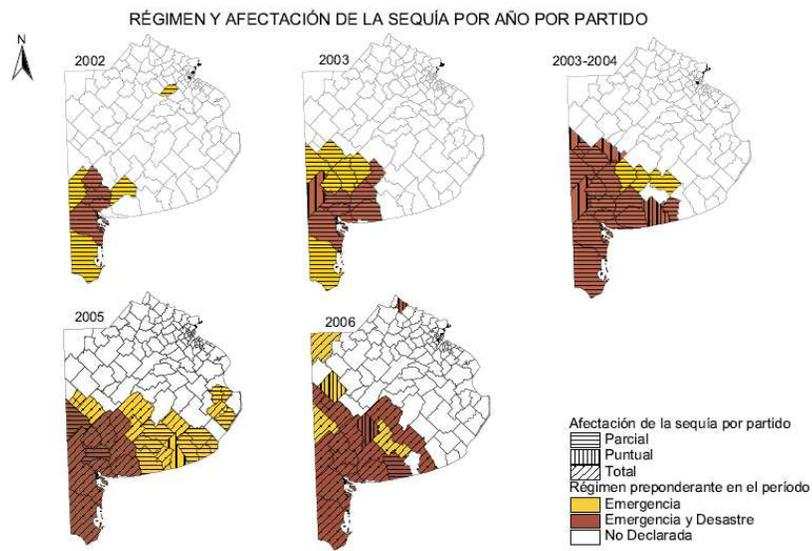 RÉGIMEN Y AFECTACIÓN DE LA SEQUÍA POR AÑO POR PARTIDO
N
2002
2003
2003-2004
2005
2006
Afectación de la sequía por partido
Parcial
Puntual
Total
Régimen preponderante en el período
Emergencia
Emergencia y Desastre
No Declarada